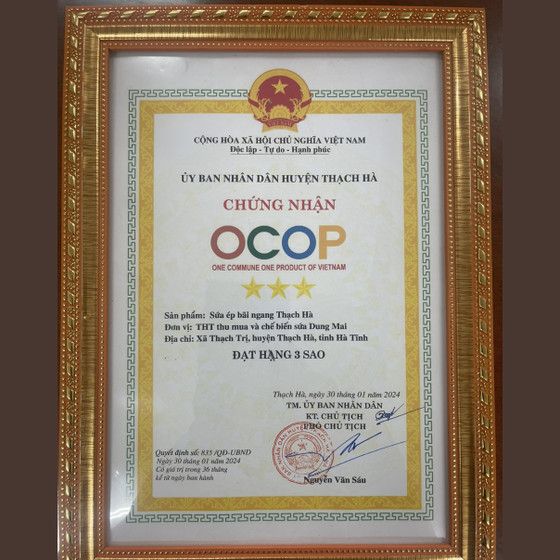 CỘNG HÒA XÃ HỘI CHỦ NGHĨA VIỆT NAM
Độc lập - Tự do - Hạnh phúc
ỦY BAN NHÂN DÂN HUYỆN THẠCH HÀ
CHỨNG NHẬN
OCOP
ONE COMMUNE ONE PRODUCT OF VIETNAM
Sản phẩm: Sứa ép bãi ngang Thạch Hà
Đơn vị: THT thu mua và chế biến sứa Dung Mai
Địa chỉ: Xã Thạch Trị, huyện Thạch Hà, tỉnh Hà Tĩnh
ĐẠT HẠNG 3 SAO
Thạch Hà, ngày 30 tháng 01 năm 2024
TM. ỦY BAN NHÂN DÂN
KT. CHỦ TỊCH
PHÓ CHỦ TỊCH
Quyết định số: 835 /QĐ-UBND
Ngày 30 tháng 01 năm 2024
Có giá trị trong 36 tháng
kể từ ngày ban hành
Nguyễn Văn Sáu